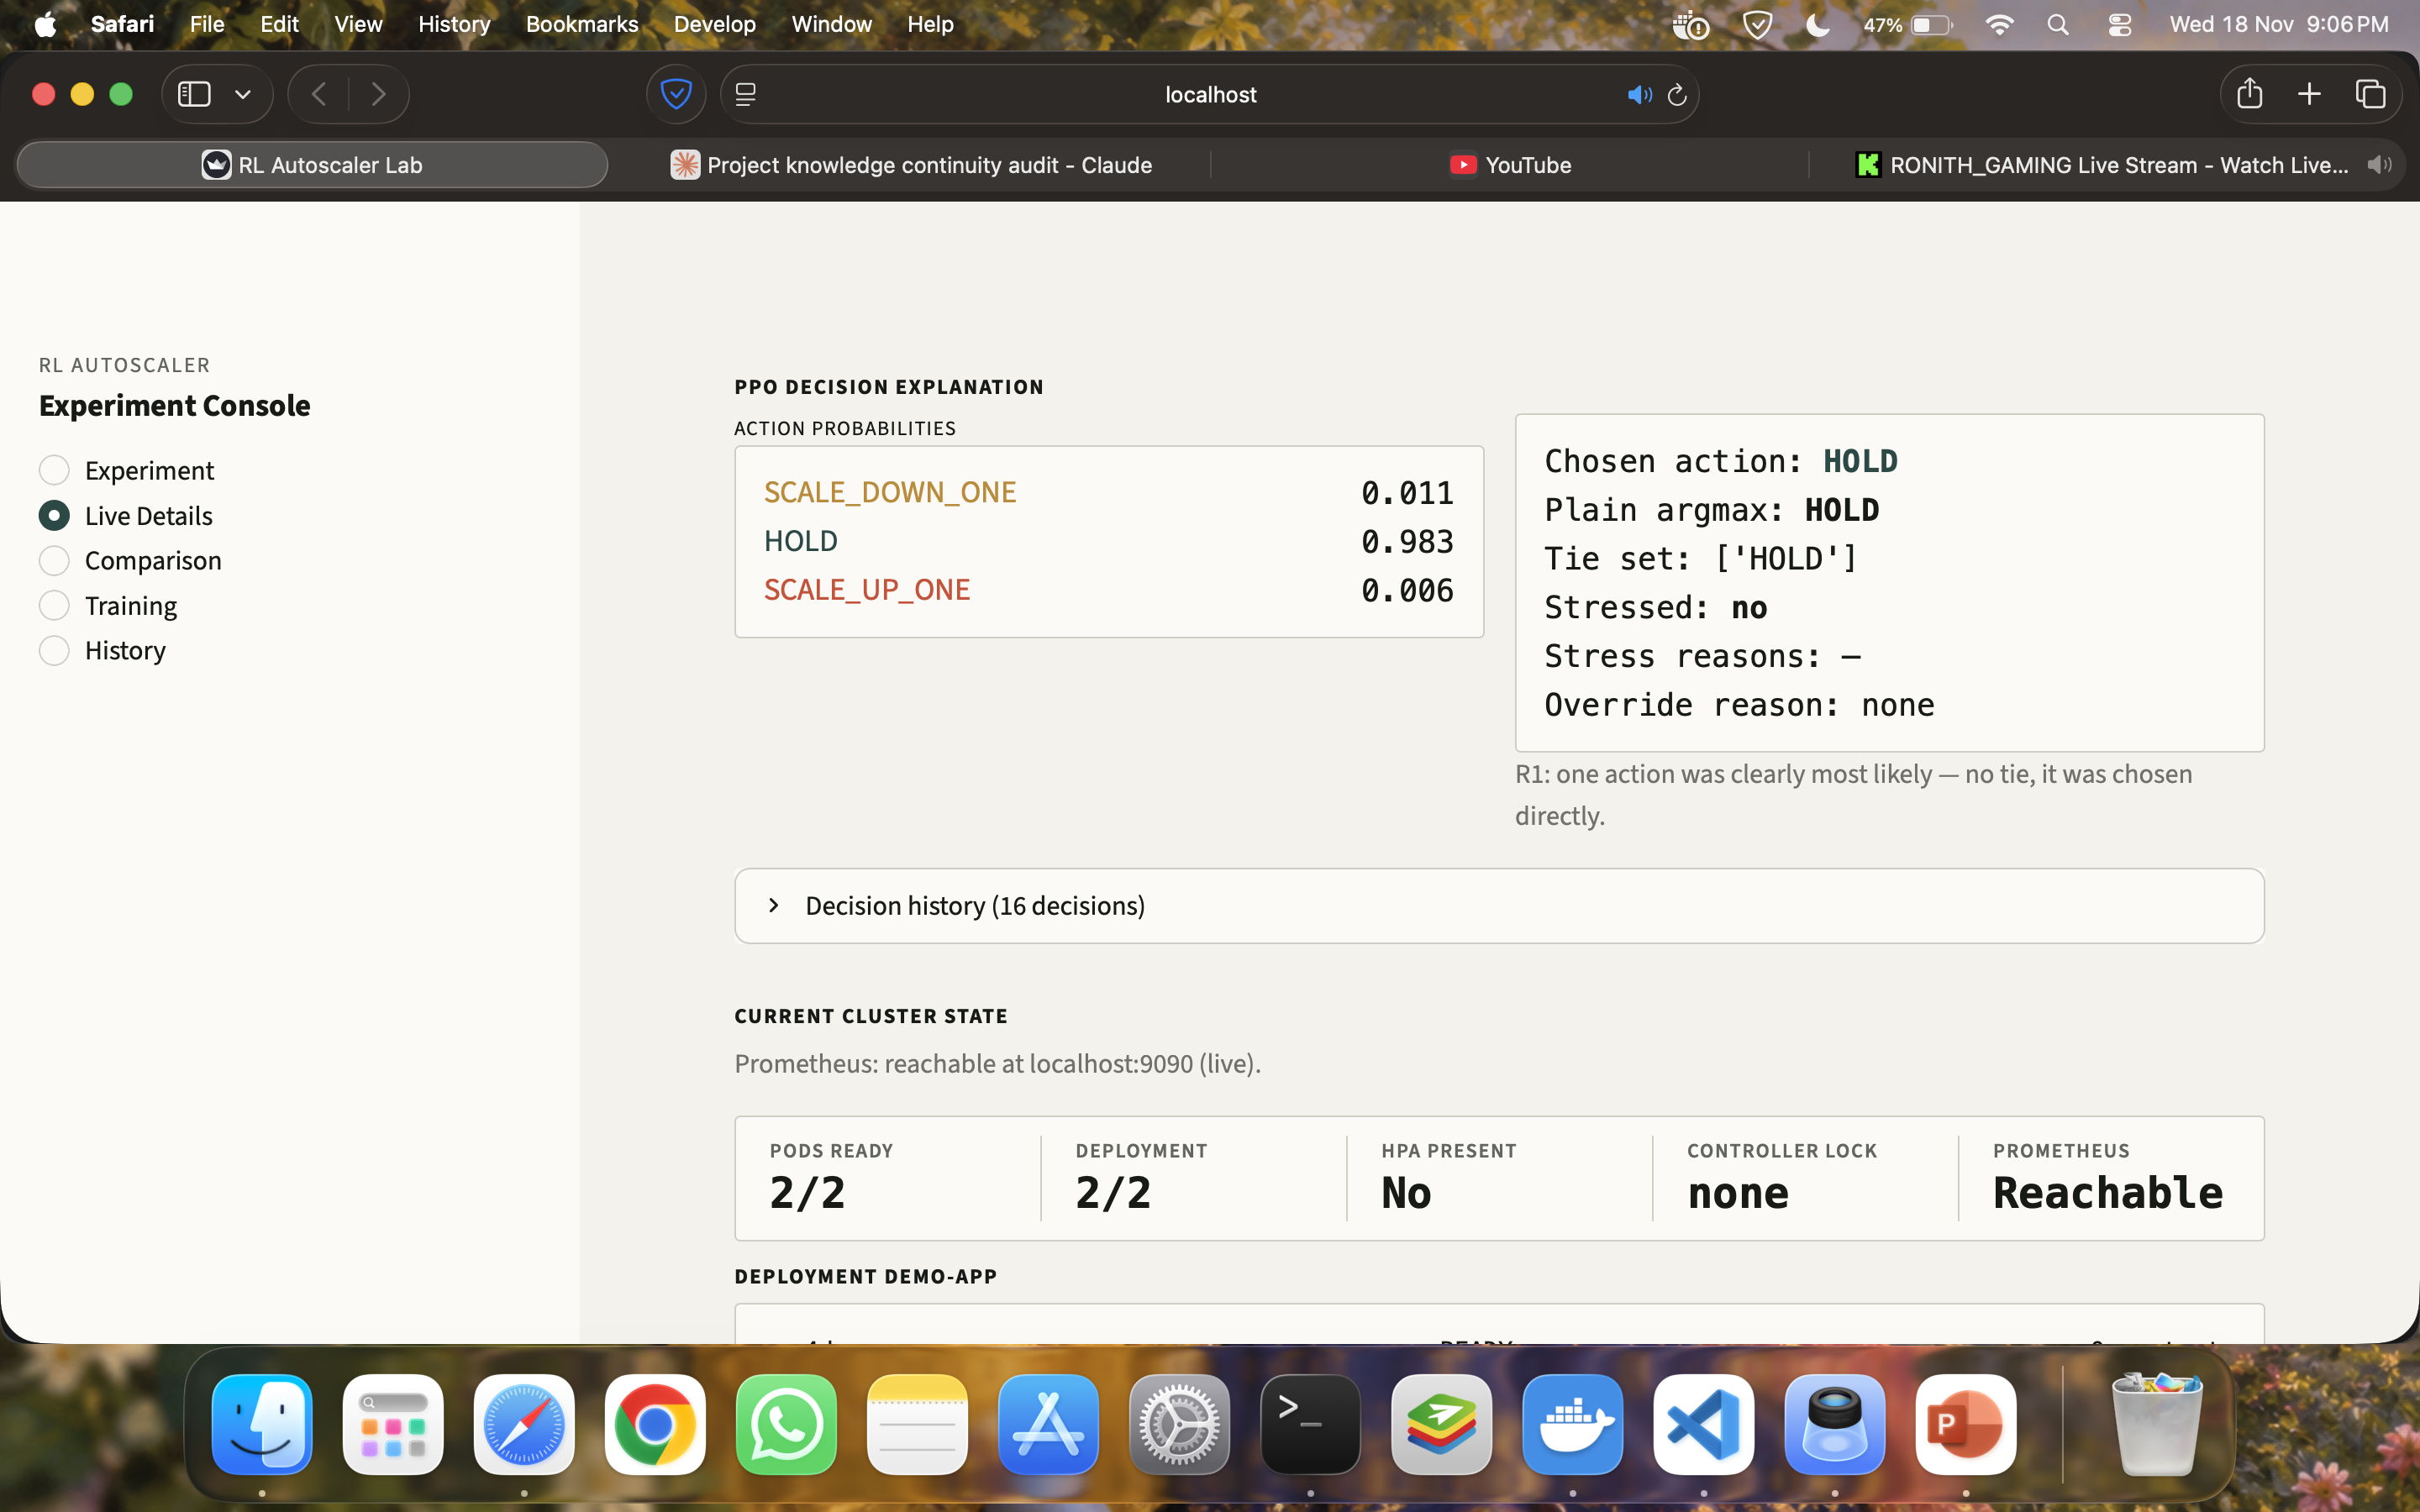 Safari File Edit View History Bookmarks Develop Window Help 47% Wed 18 Nov 9:06 PM
localhost
RL Autoscaler Lab
Project knowledge continuity audit - Claude
YouTube
RONITH_GAMING Live Stream - Watch Live...
RL AUTOSCALER
Experiment Console
Experiment
Live Details
Comparison
Training
History
PPO DECISION EXPLANATION
ACTION PROBABILITIES
SCALE_DOWN_ONE 0.011
HOLD 0.983
SCALE_UP_ONE 0.006
Chosen action: HOLD
Plain argmax: HOLD
Tie set: ['HOLD']
Stressed: no
Stress reasons: —
Override reason: none
R1: one action was clearly most likely — no tie, it was chosen
directly.
Decision history (16 decisions)
CURRENT CLUSTER STATE
Prometheus: reachable at localhost:9090 (live).
PODS READY
2/2
DEPLOYMENT
2/2
HPA PRESENT
No
CONTROLLER LOCK
none
PROMETHEUS
Reachable
DEPLOYMENT DEMO-APP